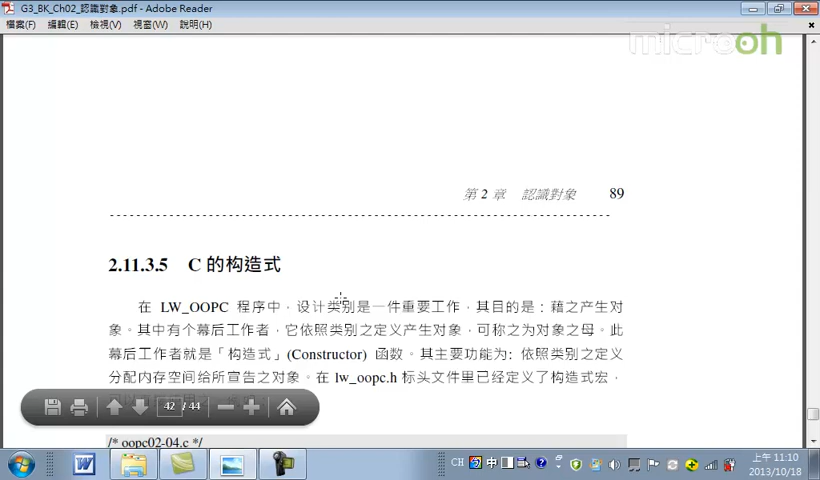 G3_BK_Ch02_認識對象.pdf - Adobe Reader
檔案(F) 編輯(E) 檢視(V) 視窗(W) 說明(H)
microoh
第 2 章 認識對象 89
2.11.3.5 C 的构造式
在 LW_OOPC 程序中，设计类别是一件重要工作，其目的是：藉之产生对
象。其中有个幕后工作者，它依照类别之定义产生对象，可称之为对象之母。此
幕后工作者就是「构造式」(Constructor) 函数。其主要功能为：依照类别之定义
分配内存空间给所宣告之对象。在 lw_oopc.h 标头文件里已经定义了构造式宏，
42 / 44
/* oopc02-04.c */
CH 中
上午 11:10
2013/10/18